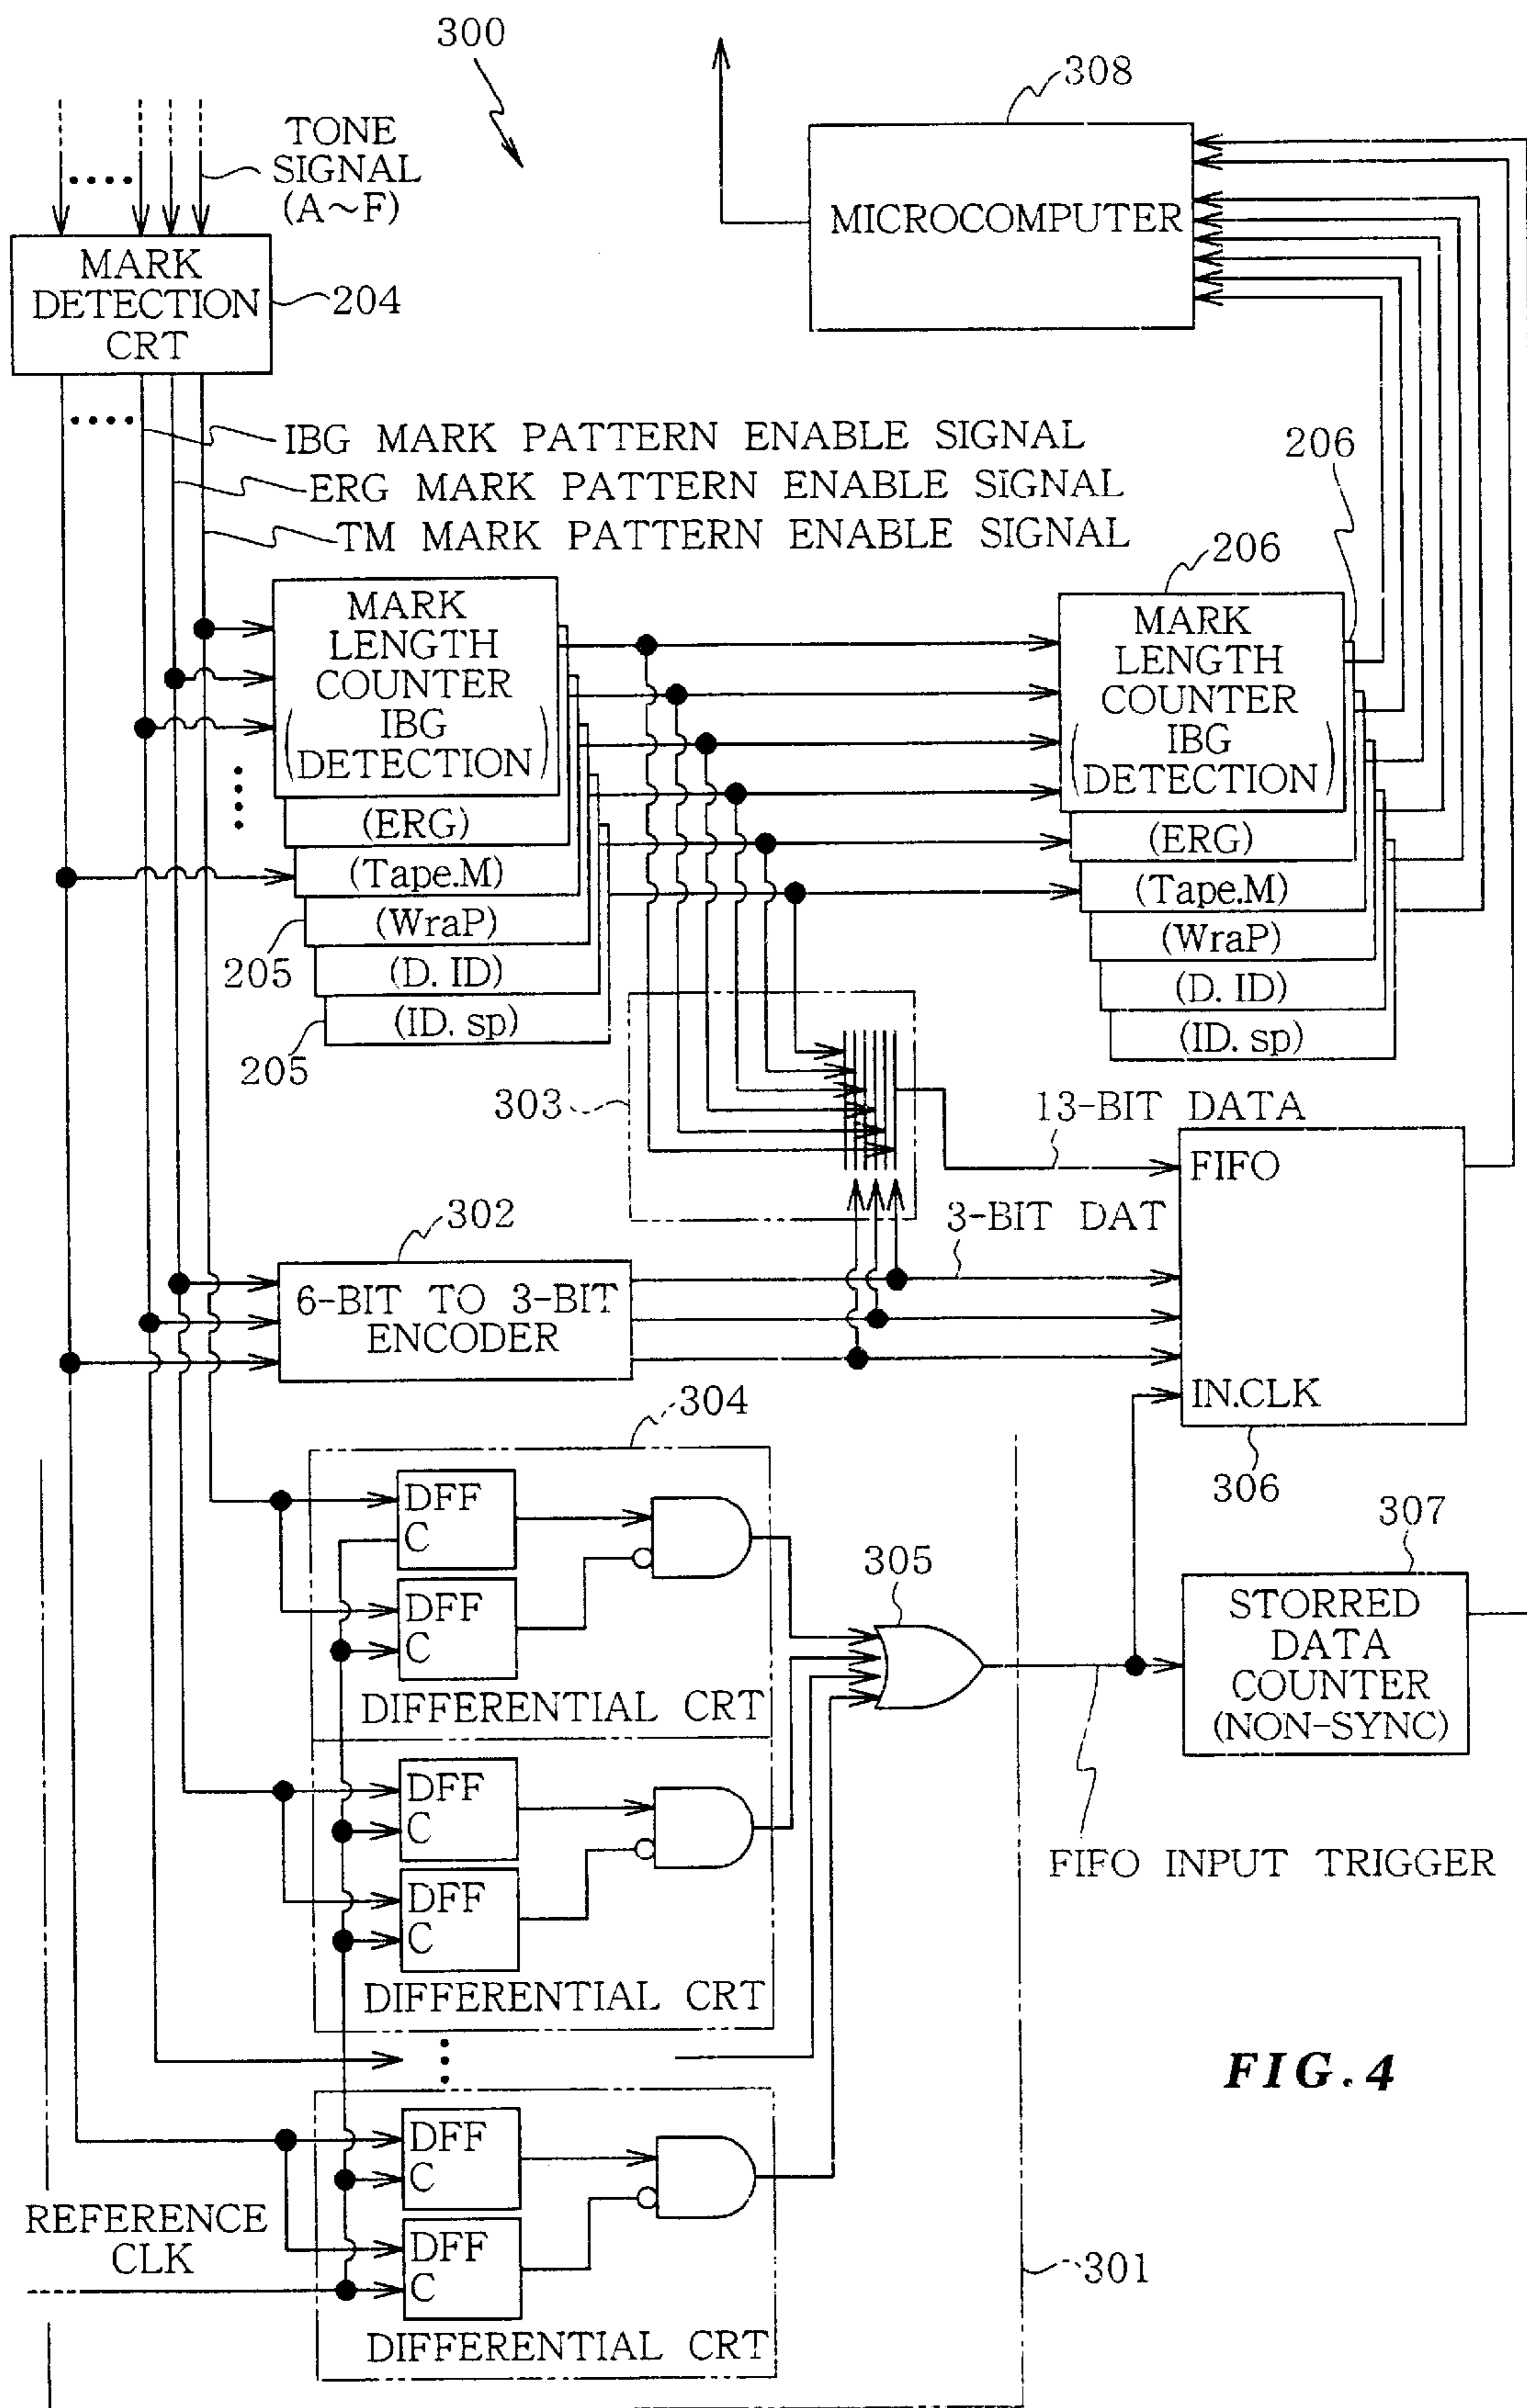 300
308
TONE
SIGNAL
(A~F)
MICROCOMPUTER
MARK
DETECTION
CRT
204
IBG MARK PATTERN ENABLE SIGNAL
ERG MARK PATTERN ENABLE SIGNAL
TM MARK PATTERN ENABLE SIGNAL
206
206
MARK
LENGTH
COUNTER
( IBG
DETECTION )
(ERG)
(Tape.M)
(WraP)
(D. ID)
(ID. sp)
205
205
MARK
LENGTH
COUNTER
( IBG
DETECTION )
(ERG)
(Tape.M)
(WraP)
(D. ID)
(ID. sp)
303
13-BIT DATA
FIFO
302
3-BIT DAT
6-BIT TO 3-BIT
ENCODER
IN.CLK
304
306
DFF
C
DFF
C
DIFFERENTIAL CRT
305
307
STORRED
DATA
COUNTER
(NON-SYNC)
DFF
C
DFF
C
DIFFERENTIAL CRT
FIFO INPUT TRIGGER
FIG. 4
DFF
C
DFF
C
DIFFERENTIAL CRT
REFERENCE
CLK
301